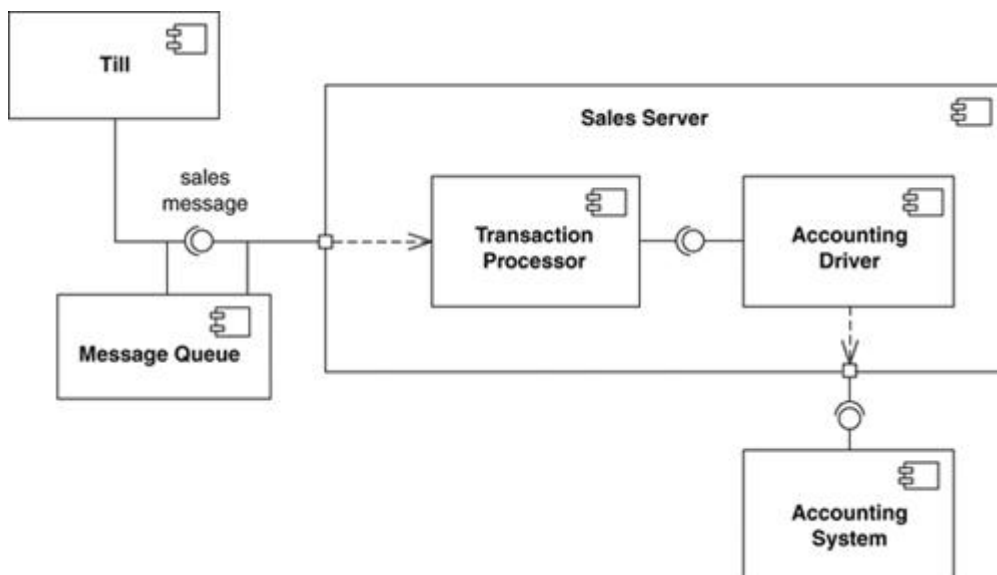 Till
Sales Server
sales
message
Transaction
Processor
Accounting
Driver
Message Queue
Accounting
System